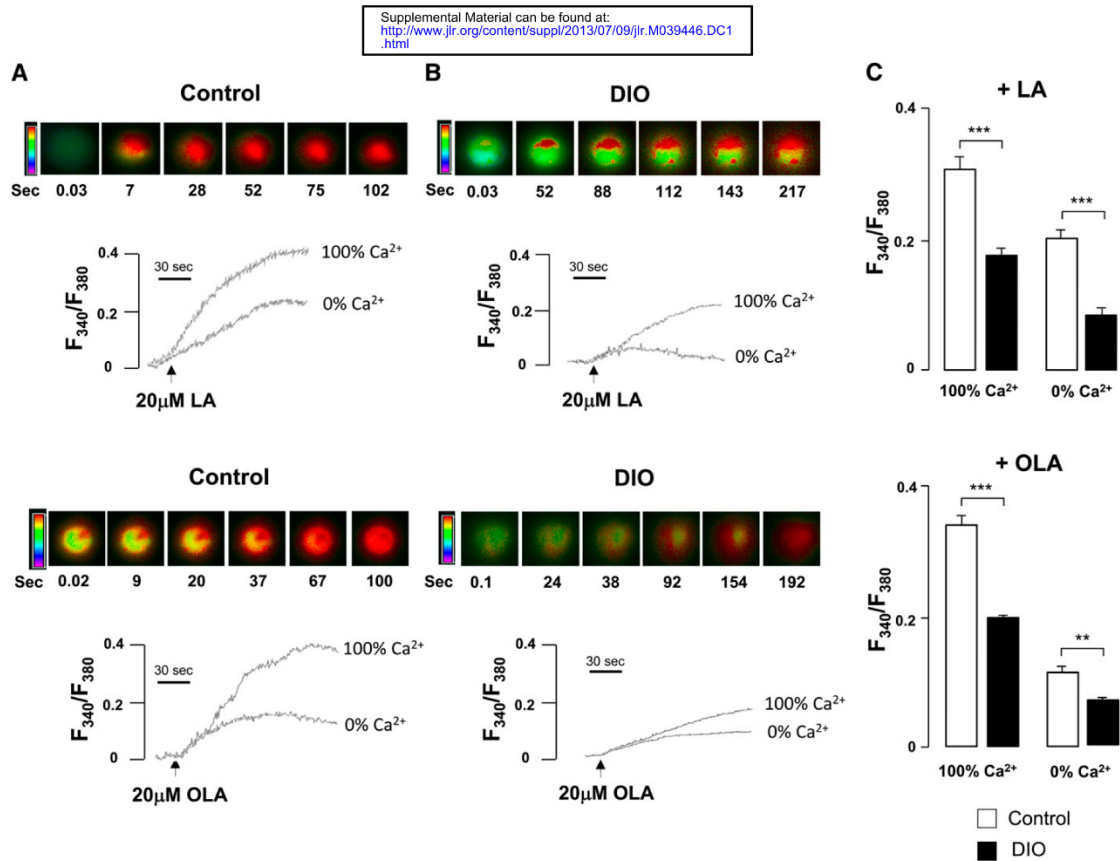 Supplemental Material can be found at:
http://www.jlr.org/content/suppl/2013/07/09/jlr.M039446.DC1
.html
A
B
C
Control
DIO
+ LA
Sec 0.03 7 28 52 75 102
Sec 0.03 52 88 112 143 217
F340/F380
0.4
0.2
0
30 sec
100% Ca2+
0% Ca2+
20μM LA
F340/F380
0.4
0.2
0
30 sec
100% Ca2+
0% Ca2+
20μM LA
F340/F380
0.4
0.2
0
***
***
100% Ca2+ 0% Ca2+
Control
DIO
+ OLA
Sec 0.02 9 20 37 67 100
Sec 0.1 24 38 92 154 192
F340/F380
0.4
0.2
0
30 sec
100% Ca2+
0% Ca2+
20μM OLA
F340/F380
0.4
0.2
0
30 sec
100% Ca2+
0% Ca2+
20μM OLA
F340/F380
0.4
0.2
0
***
**
100% Ca2+ 0% Ca2+
Control
DIO